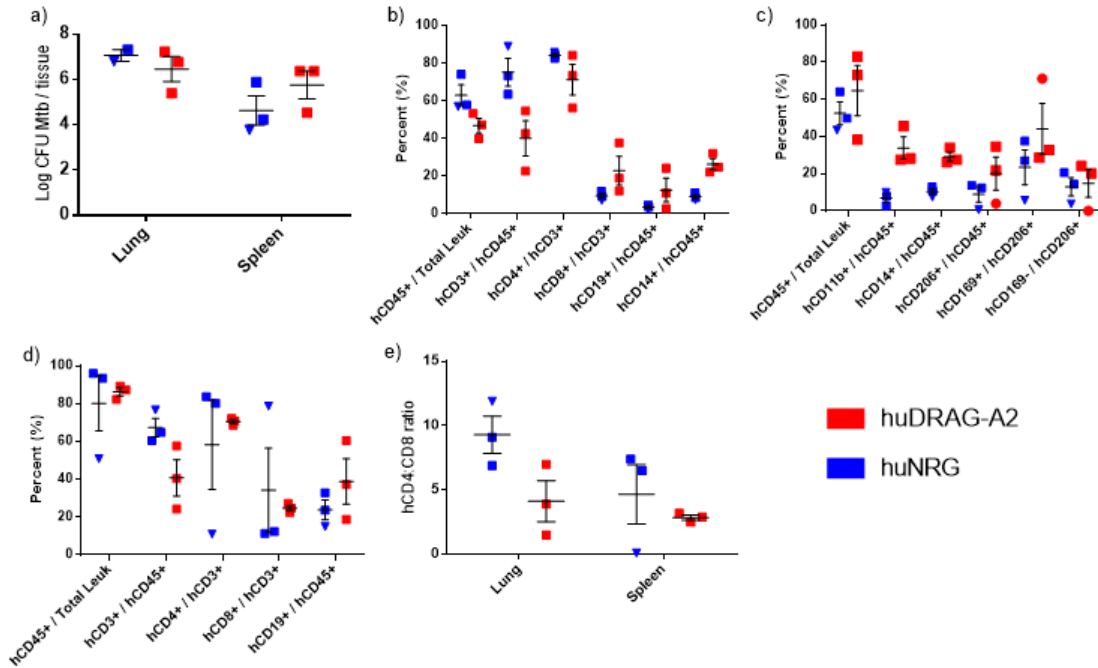 a)
Log CFU Mtb / tissue
8
6
4
2
0
Lung
Spleen
b)
Percent (%)
100
80
60
40
20
0
hCD45+ / Total Leuk
hCD3+ / hCD45+
hCD4+ / hCD3+
hCD8+ / hCD3+
hCD19+ / hCD45+
hCD14+ / hCD45+
c)
Percent (%)
100
80
60
40
20
0
hCD45+ / Total Leuk
hCD11b+ / hCD45+
hCD14+ / hCD45+
hCD206+ / hCD45+
hCD169+ / hCD206+
hCD169- / hCD206+
d)
Percent (%)
100
80
60
40
20
0
hCD45+ / Total Leuk
hCD3+ / hCD45+
hCD4+ / hCD3+
hCD8+ / hCD3+
hCD19+ / hCD45+
e)
hCD4:CD8 ratio
15
10
5
0
Lung
Spleen
huDRAG-A2
huNRG